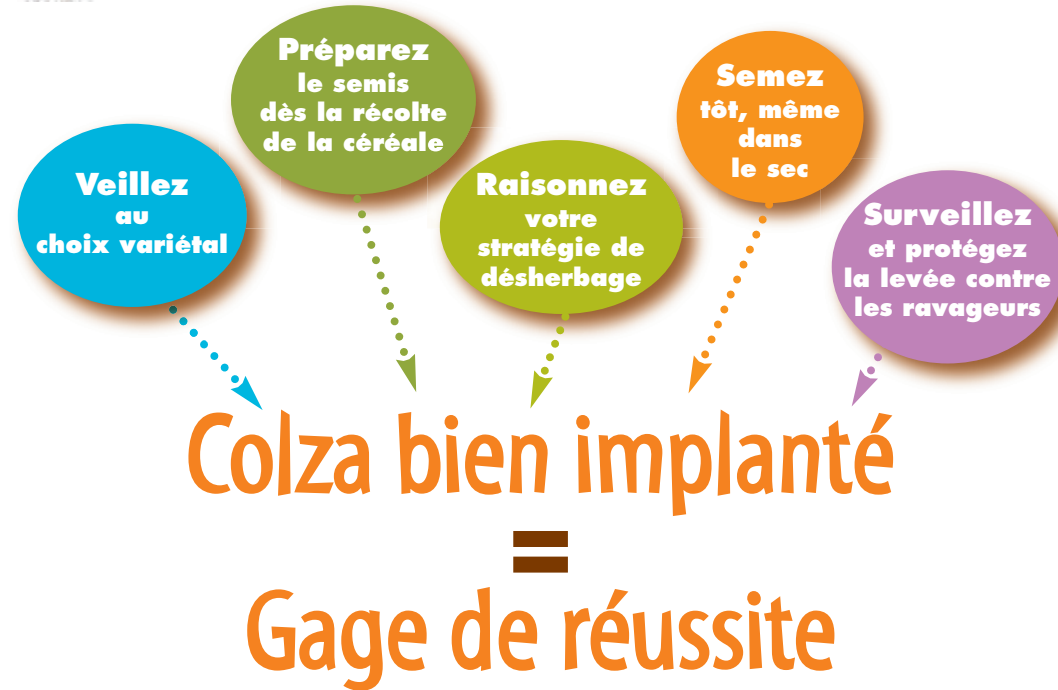 Veillez
au
choix variétal
Préparez
le semis
dès la récolte
de la céréale
Raisonnez
votre
stratégie de
désherbage
Semez
tôt, même
dans
le sec
Surveillez
et protégez
la levée contre
les ravageurs
Colza bien implanté
=
Gage de réussite